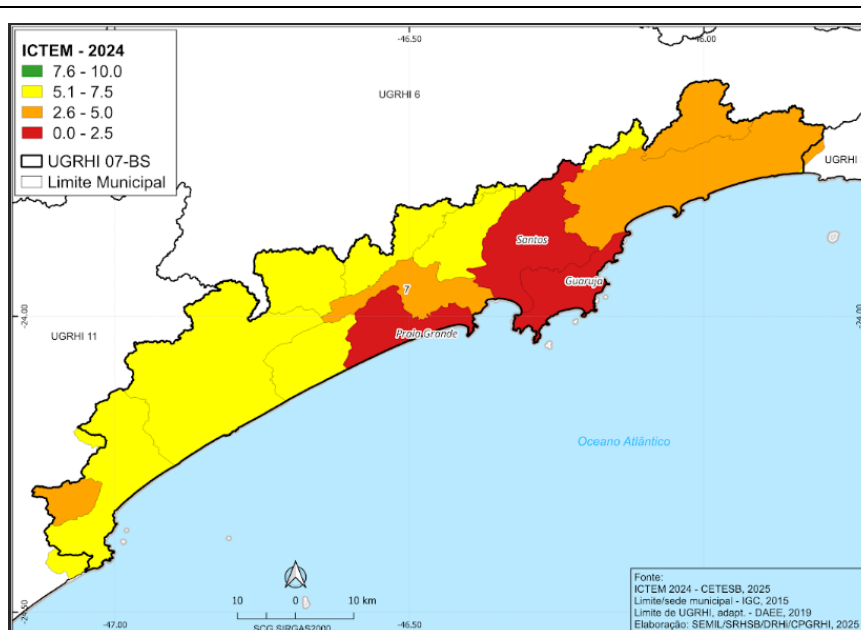 ICTEM - 2024
7.6 - 10.0
5.1 - 7.5
2.6 - 5.0
0.0 - 2.5
UGRHI 07-BS
Limite Municipal
-46.50
UGRHI 6
UGRHI
Santos
Guarujá
7
-24.00
Praia Grande
-24.00
UGRHI 11
Oceano Atlântico
10 0 10 km
SCG SIRGAS2000
-47.00
-46.50
Fonte:
ICTEM 2024 - CETESB, 2025
Limite/sede municipal - IGC, 2015
Limite de UGRHI, adapt. - DAEE, 2019
Elaboração: SEMIL/SRHSB/DRHI/CPGRHI, 2025